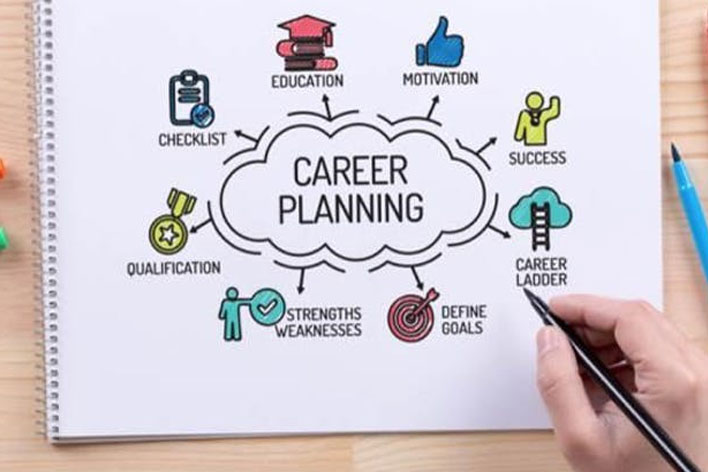 EDUCATION
MOTIVATION
CHECKLIST
SUCCESS
CAREER
PLANNING
QUALIFICATION
CAREER
LADDER
STRENGTHS
WEAKNESSES
DEFINE
GOALS